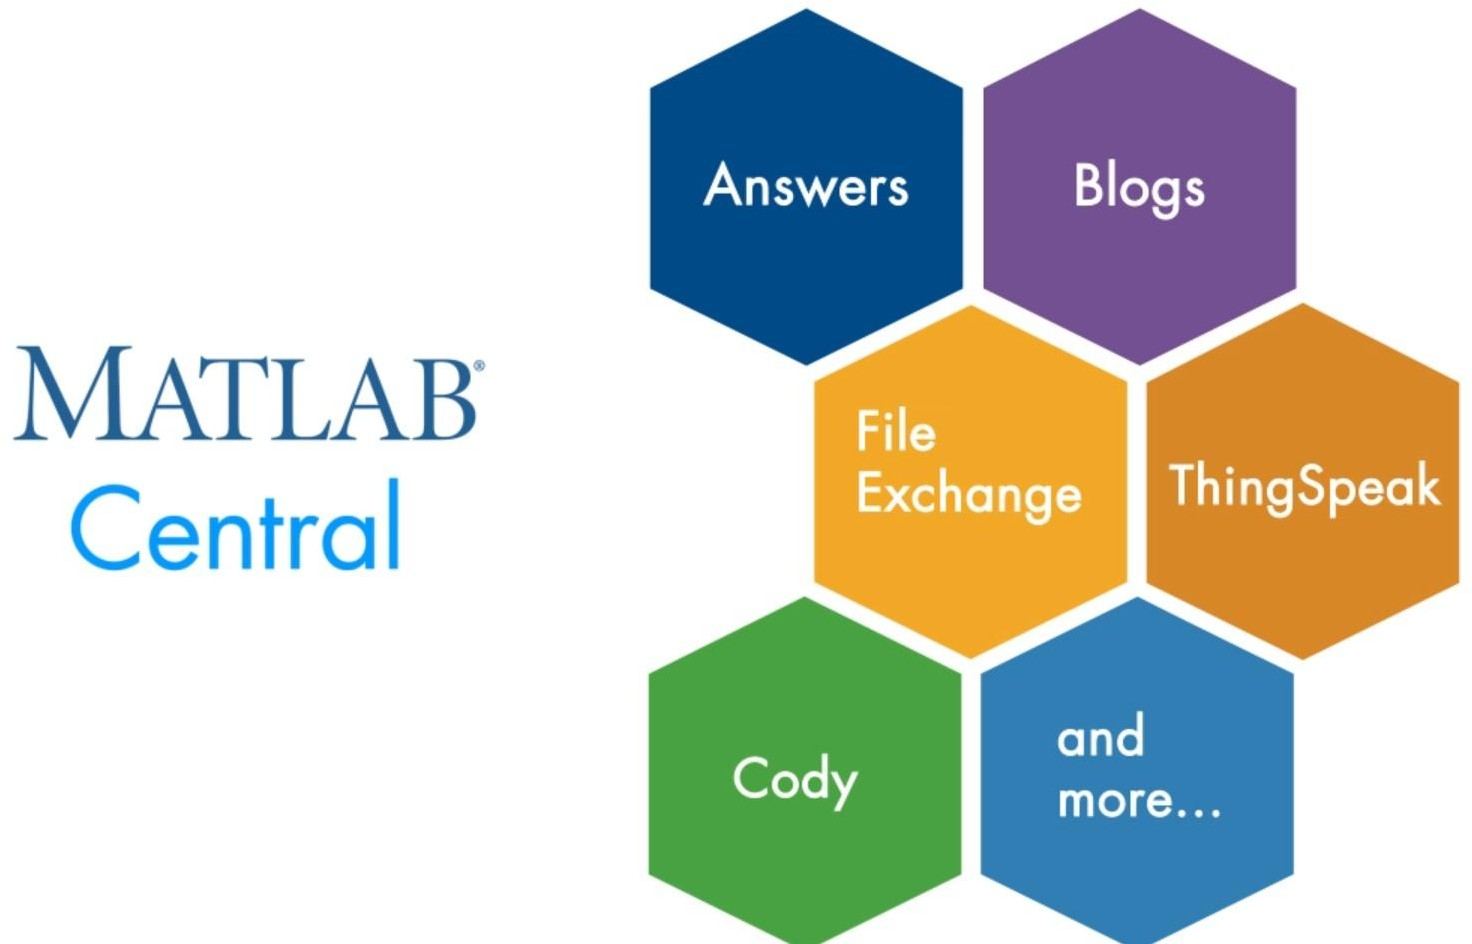 MATLAB®
Central
Answers
Blogs
File
Exchange
ThingSpeak
Cody
and
more...